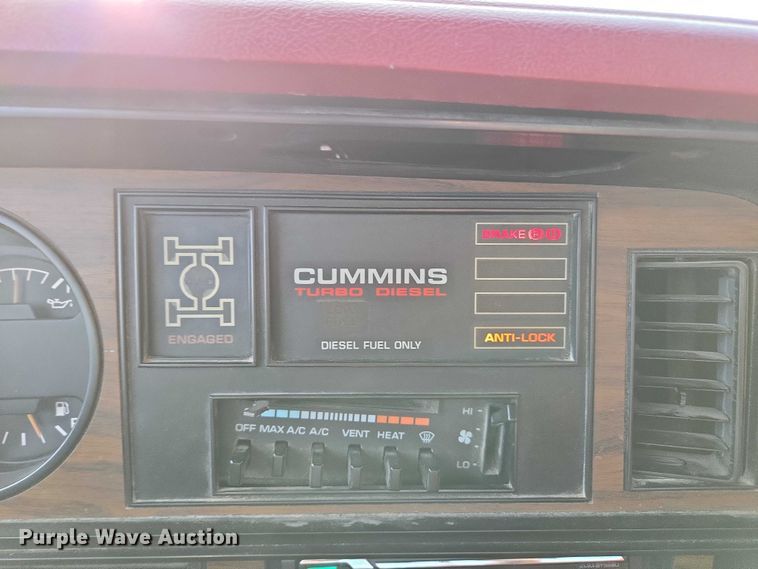 BRAKE
CUMMINS
TURBO DIESEL
ENGAGED
DIESEL FUEL ONLY
ANTI-LOCK
HI
OFF MAX A/C A/C VENT HEAT
LO
F
Purple Wave Auction